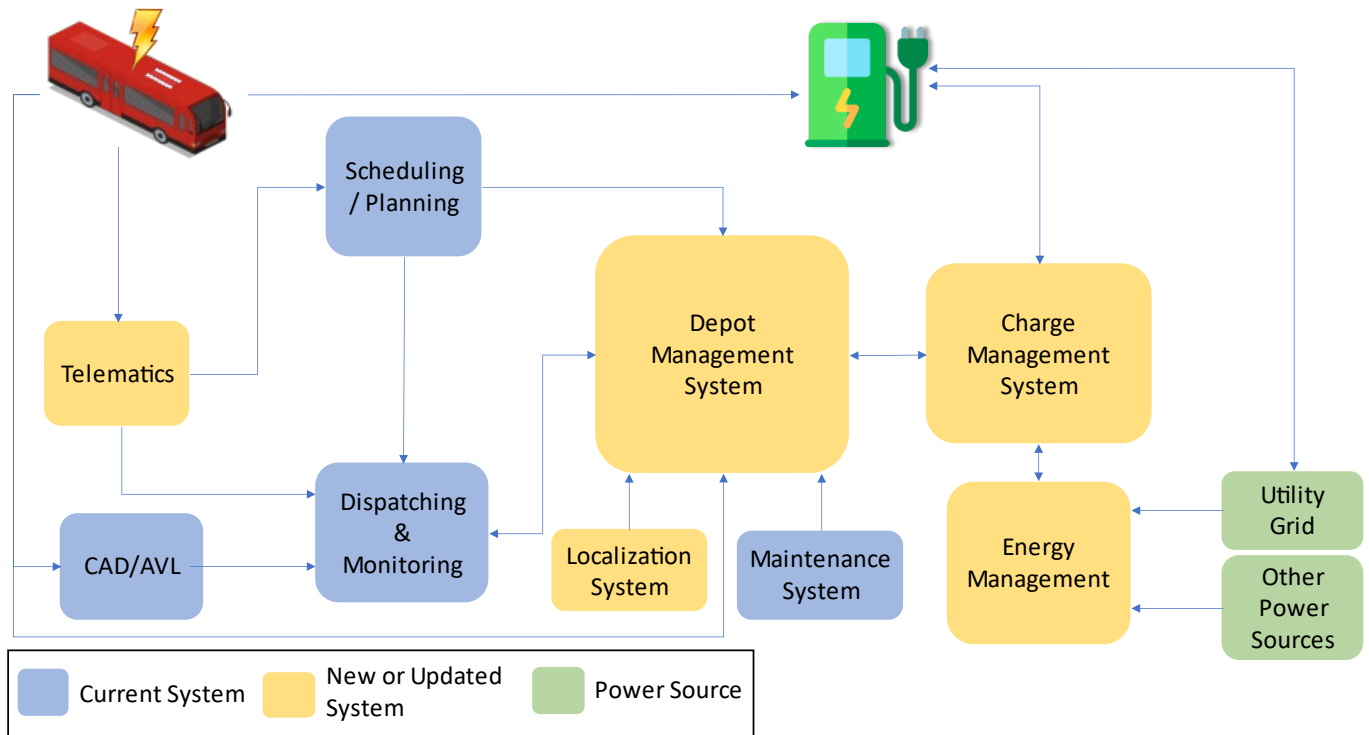 Scheduling
/ Planning
Depot
Management
System
Charge
Management
System
Telematics
Dispatching
&
Monitoring
CAD/AVL
Localization
System
Maintenance
System
Energy
Management
Utility
Grid
Other
Power
Sources
Current System
New or Updated
System
Power Source